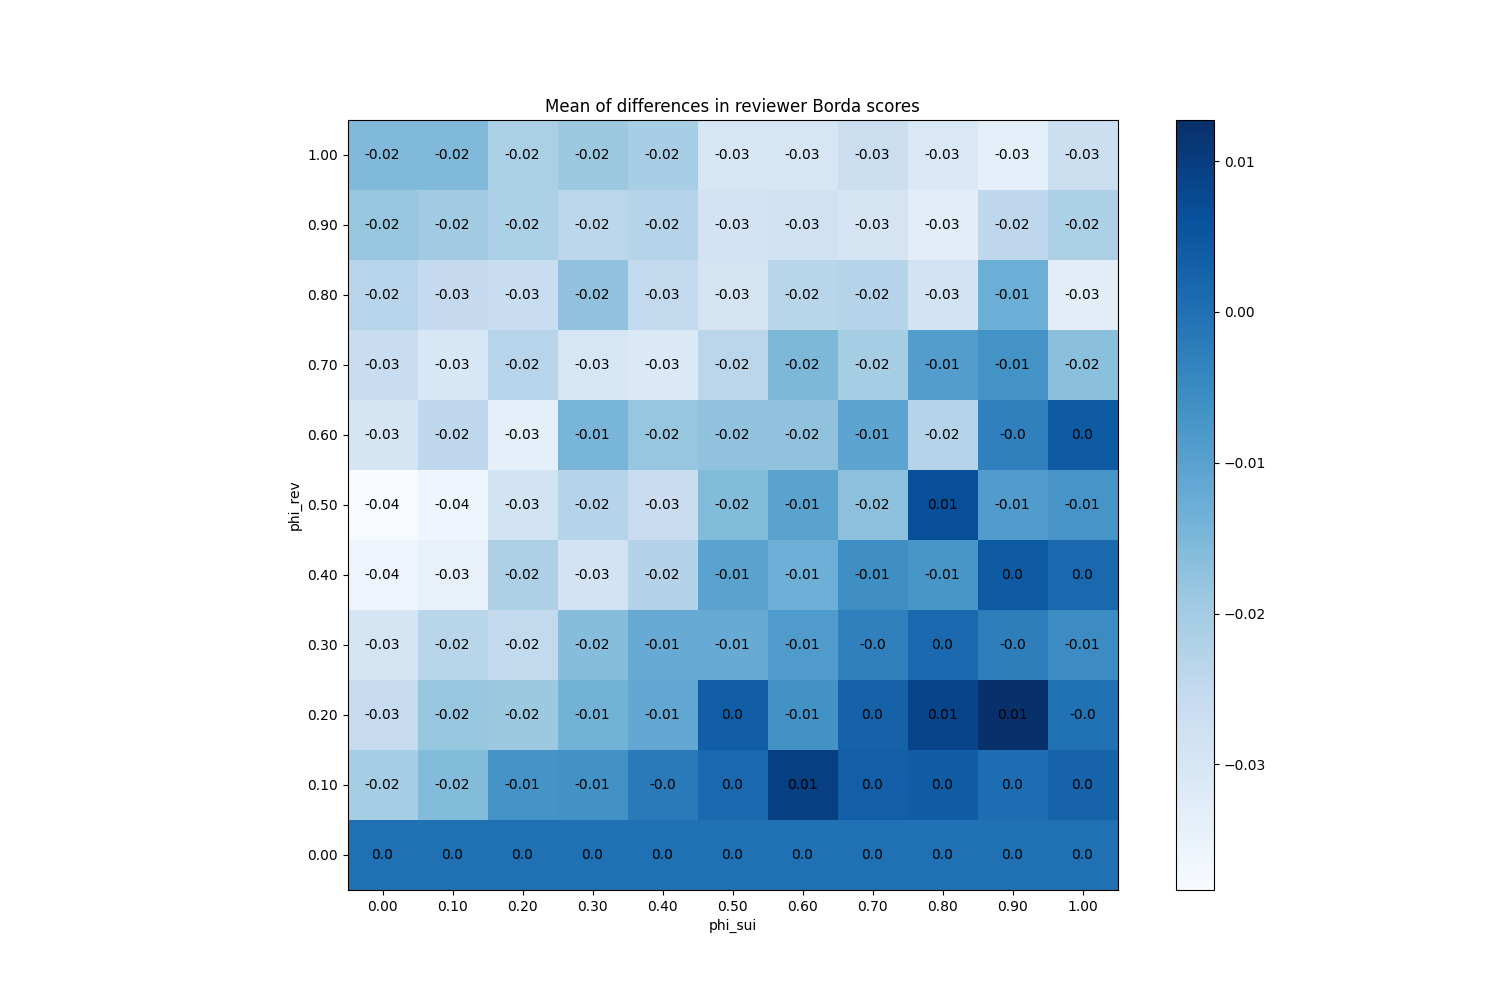 Mean of differences in reviewer Borda scores
1.00 -0.02 -0.02 -0.02 -0.02 -0.02 -0.03 -0.03 -0.03 -0.03 -0.03 -0.03
0.90 -0.02 -0.02 -0.02 -0.02 -0.02 -0.03 -0.03 -0.03 -0.03 -0.02 -0.02
0.80 -0.02 -0.03 -0.03 -0.02 -0.03 -0.03 -0.02 -0.02 -0.03 -0.01 -0.03
0.70 -0.03 -0.03 -0.02 -0.03 -0.03 -0.02 -0.02 -0.02 -0.01 -0.01 -0.02
0.60 -0.03 -0.02 -0.03 -0.01 -0.02 -0.02 -0.02 -0.01 -0.02 -0.0 0.0
phi_rev
0.50 -0.04 -0.04 -0.03 -0.02 -0.03 -0.02 -0.01 -0.02 0.01 -0.01 -0.01
0.40 -0.04 -0.03 -0.02 -0.03 -0.02 -0.01 -0.01 -0.01 -0.01 0.0 0.0
0.30 -0.03 -0.02 -0.02 -0.02 -0.01 -0.01 -0.01 -0.0 0.0 -0.0 -0.01
0.20 -0.03 -0.02 -0.02 -0.01 -0.01 0.0 -0.01 0.0 0.01 0.01 -0.0
0.10 -0.02 -0.02 -0.01 -0.01 -0.0 0.0 0.01 0.0 0.0 0.0 0.0
0.00 0.0 0.0 0.0 0.0 0.0 0.0 0.0 0.0 0.0 0.0 0.0
0.00 0.10 0.20 0.30 0.40 0.50 0.60 0.70 0.80 0.90 1.00
phi_sui
0.01
0.00
−0.01
−0.02
−0.03